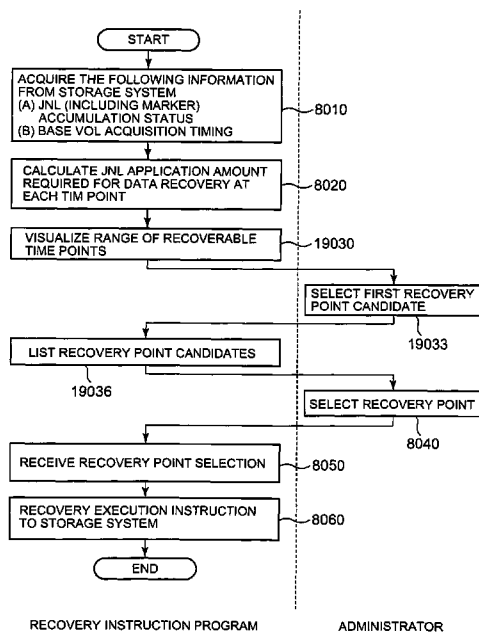 START
ACQUIRE THE FOLLOWING INFORMATION
FROM STORAGE SYSTEM
(A) JNL (INCLUDING MARKER)
ACCUMULATION STATUS
(B) BASE VOL ACQUISITION TIMING
8010
CALCULATE JNL APPLICATION AMOUNT
REQUIRED FOR DATA RECOVERY AT
EACH TIM POINT
8020
VISUALIZE RANGE OF RECOVERABLE
TIME POINTS
19030
SELECT FIRST RECOVERY
POINT CANDIDATE
19033
LIST RECOVERY POINT CANDIDATES
19036
SELECT RECOVERY POINT
8040
RECEIVE RECOVERY POINT SELECTION
8050
RECOVERY EXECUTION INSTRUCTION
TO STORAGE SYSTEM
8060
END
RECOVERY INSTRUCTION PROGRAM
ADMINISTRATOR